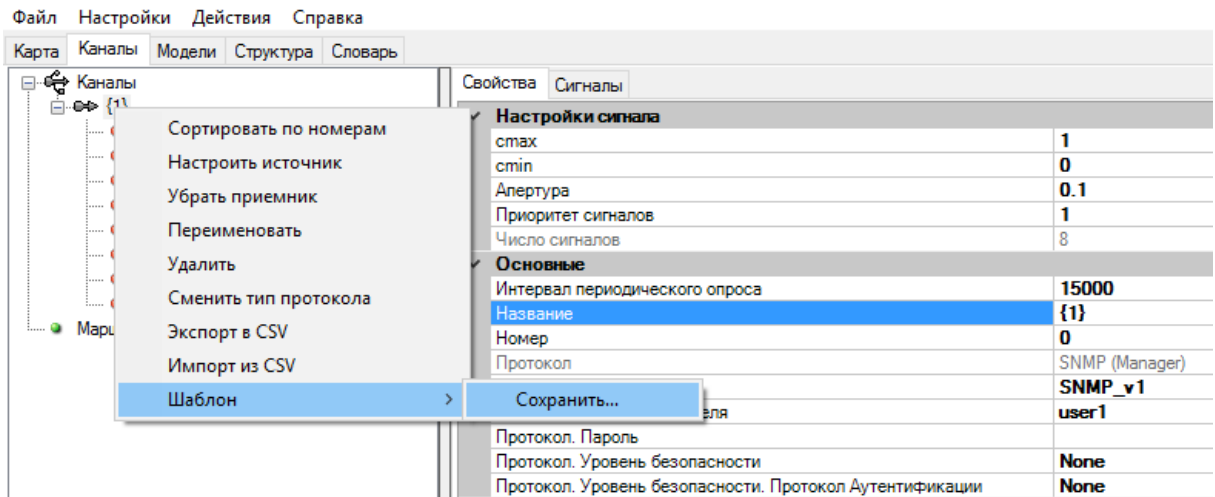 Файл Настройки Действия Справка
Карта Каналы Модели Структура Словарь
Каналы
{1}
Сортировать по номерам
Настроить источник
Убрать приемник
Переименовать
Удалить
Сменить тип протокола
Экспорт в CSV
Импорт из CSV
Шаблон
Сохранить...
Свойства Сигналы
Настройки сигнала
cmax 1
cmin 0
Апертура 0.1
Приоритет сигналов 1
Число сигналов 8
Основные
Интервал периодического опроса 15000
Название {1}
Номер 0
Протокол SNMP (Manager)
SNMP_v1
user1
Протокол. Пароль
Протокол. Уровень безопасности None
Протокол. Уровень безопасности. Протокол Аутентификации None